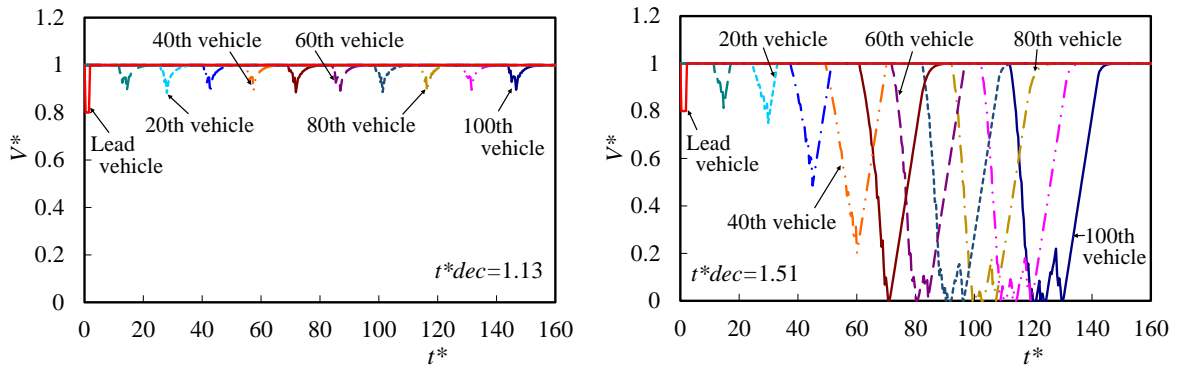 1.2
1
0.8
0.6
0.4
0.2
0
V*
40th vehicle
60th vehicle
Lead
vehicle
20th vehicle
80th vehicle
100th
vehicle
t*dec=1.13
0 20 40 60 80 100 120 140 160
t*
1.2
1
0.8
0.6
0.4
0.2
0
V*
20th vehicle
60th vehicle
80th vehicle
Lead
vehicle
40th vehicle
100th
vehicle
t*dec=1.51
0 20 40 60 80 100 120 140 160
t*